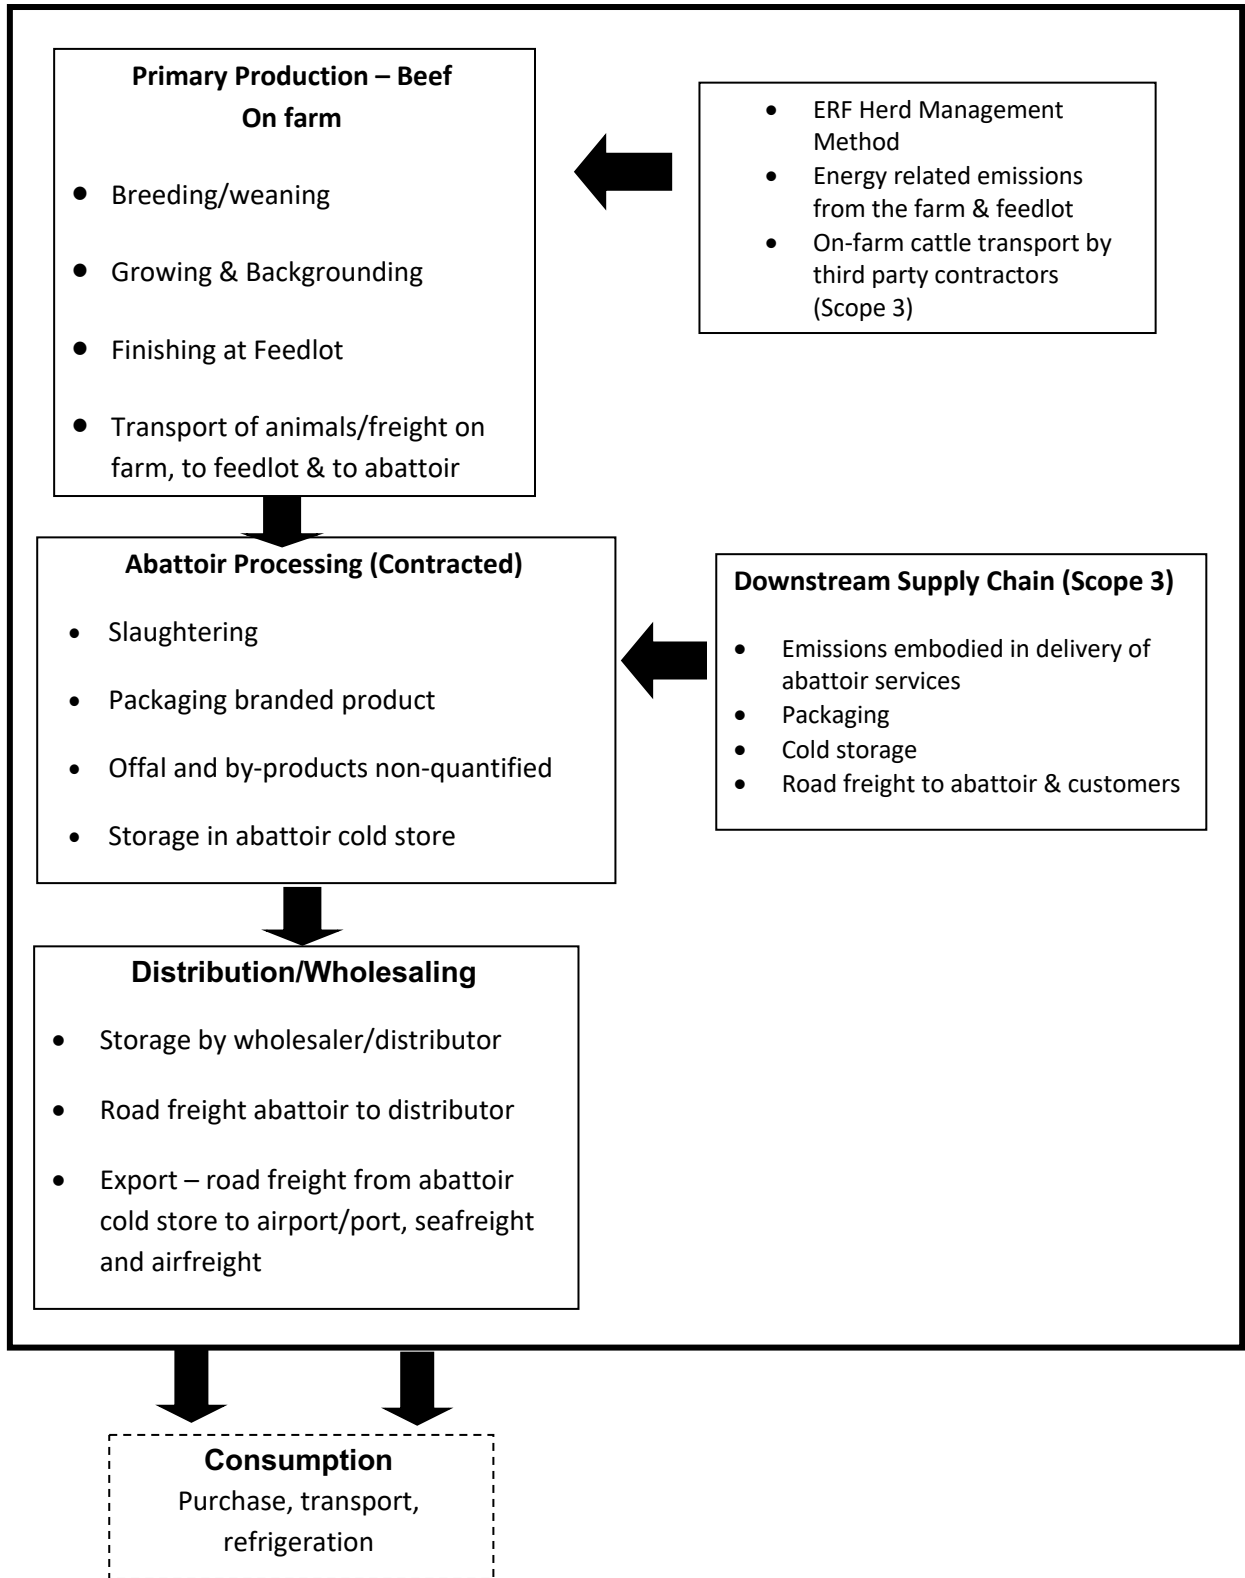 Primary Production – Beef
On farm
• Breeding/weaning
• Growing & Backgrounding
• Finishing at Feedlot
• Transport of animals/freight on
farm, to feedlot & to abattoir
• ERF Herd Management
Method
• Energy related emissions
from the farm & feedlot
• On-farm cattle transport by
third party contractors
(Scope 3)
Abattoir Processing (Contracted)
• Slaughtering
• Packaging branded product
• Offal and by-products non-quantified
• Storage in abattoir cold store
Downstream Supply Chain (Scope 3)
• Emissions embodied in delivery of
abattoir services
• Packaging
• Cold storage
• Road freight to abattoir & customers
Distribution/Wholesaling
• Storage by wholesaler/distributor
• Road freight abattoir to distributor
• Export – road freight from abattoir
cold store to airport/port, seafreight
and airfreight
Consumption
Purchase, transport,
refrigeration